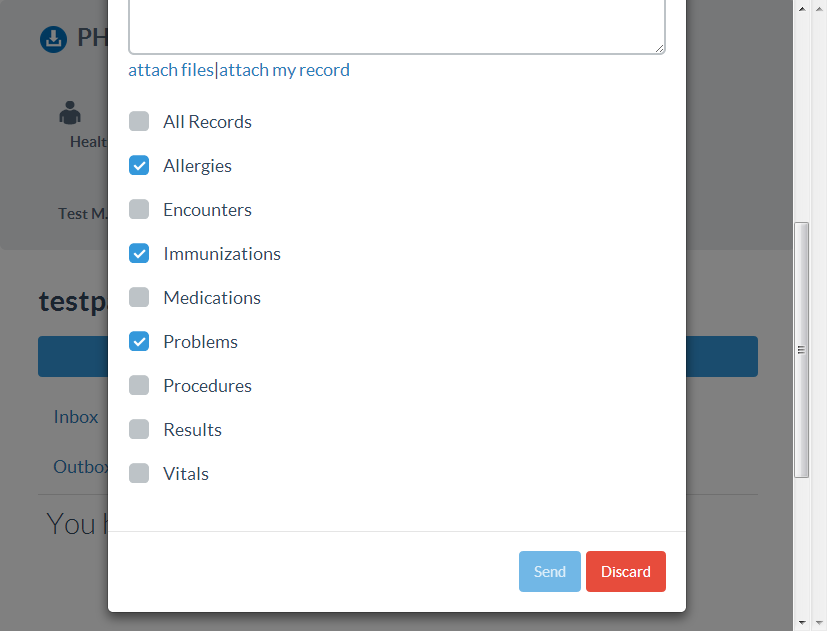 PH
attach files|attach my record
All Records
Healt
Allergies
Encounters
Test M.
Immunizations
Medications
testp
Problems
Procedures
Inbox
Results
Outbox
Vitals
You h
Send
Discard